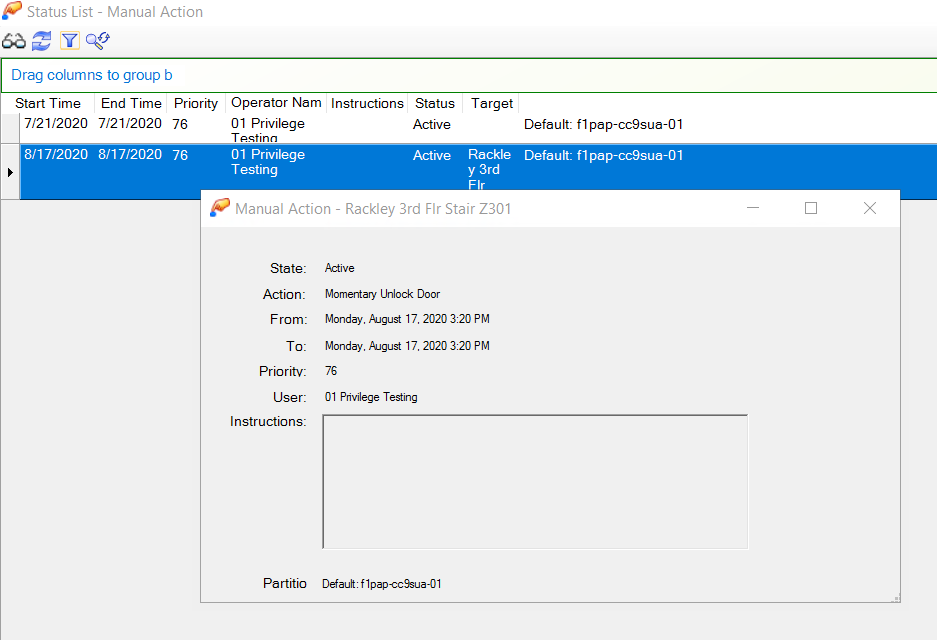 Status List - Manual Action
Drag columns to group b
Start Time End Time Priority Operator Nam Instructions Status Target
7/21/2020 7/21/2020 76 01 Privilege Testing Active Default: f1pap-cc9sua-01
8/17/2020 8/17/2020 76 01 Privilege Testing Active Rackley 3rd Flr Default: f1pap-cc9sua-01
Manual Action - Rackley 3rd Flr Stair Z301
State: Active
Action: Momentary Unlock Door
From: Monday, August 17, 2020 3:20 PM
To: Monday, August 17, 2020 3:20 PM
Priority: 76
User: 01 Privilege Testing
Instructions:
Partitio Default: f1pap-cc9sua-01